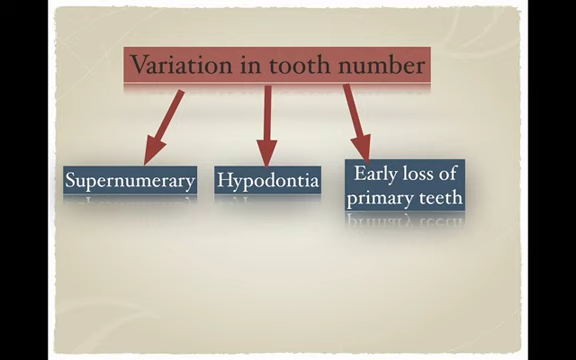 Variation in tooth number
Supernumerary
Hypodontia
Early loss of
primary teeth